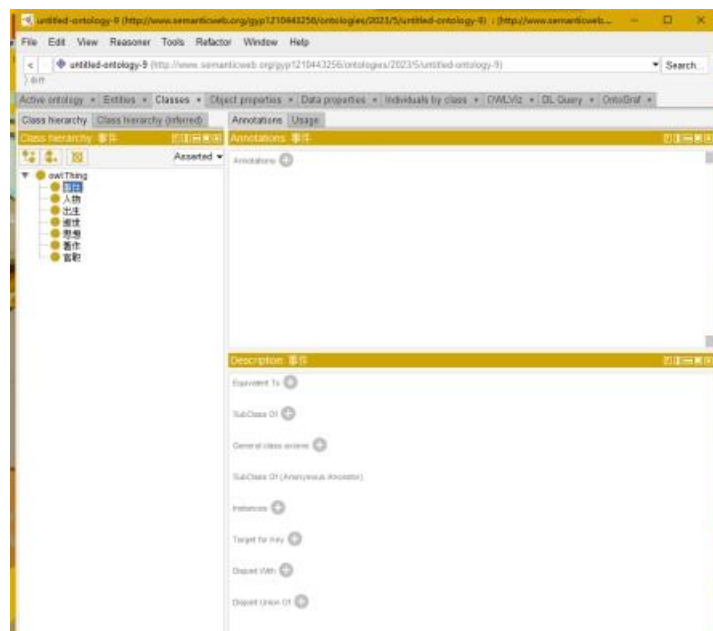 untitled-ontology-9 (http://www.semanticweb.org/gyp1210443256/ontologies/2023/5/untitled-ontology-9) : [http://www.semanticweb....
File Edit View Reasoner Tools Refactor Window Help
< untitled-ontology-9 (http://www.semanticweb.org/gyp1210443256/ontologies/2023/5/untitled-ontology-9) Search...
Active ontology × Entities × Classes × Object properties × Data properties × Individuals by class × OWLViz × DL Query × OntoGraf ×
Class hierarchy Class hierarchy (inferred)
Class hierarchy: 事件
Asserted
owl:Thing
事件
人物
出生
逝世
思想
著作
官职
Annotations Usage
Annotations: 事件
Annotations
Description: 事件
Equivalent To
SubClass Of
General class axioms
SubClass Of (Anonymous Ancestor)
Instances
Target for Key
Disjoint With
Disjoint Union Of